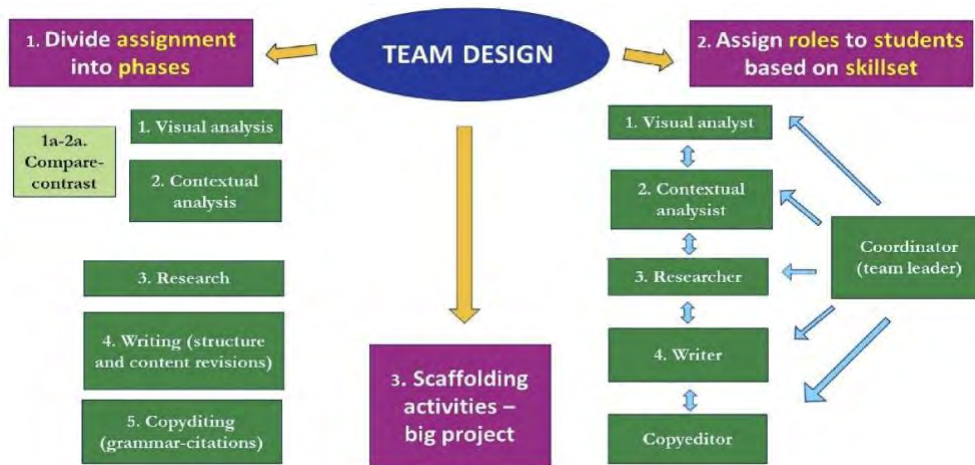 TEAM DESIGN
1. Divide assignment
into phases
1a-2a.
Compare-
contrast
1. Visual analysis
2. Contextual
analysis
3. Research
4. Writing (structure
and content revisions)
5. Copyditing
(grammar-citations)
3. Scaffolding
activities –
big project
2. Assign roles to students
based on skillset
1. Visual analyst
2. Contextual
analysist
3. Researcher
4. Writer
Copyeditor
Coordinator
(team leader)